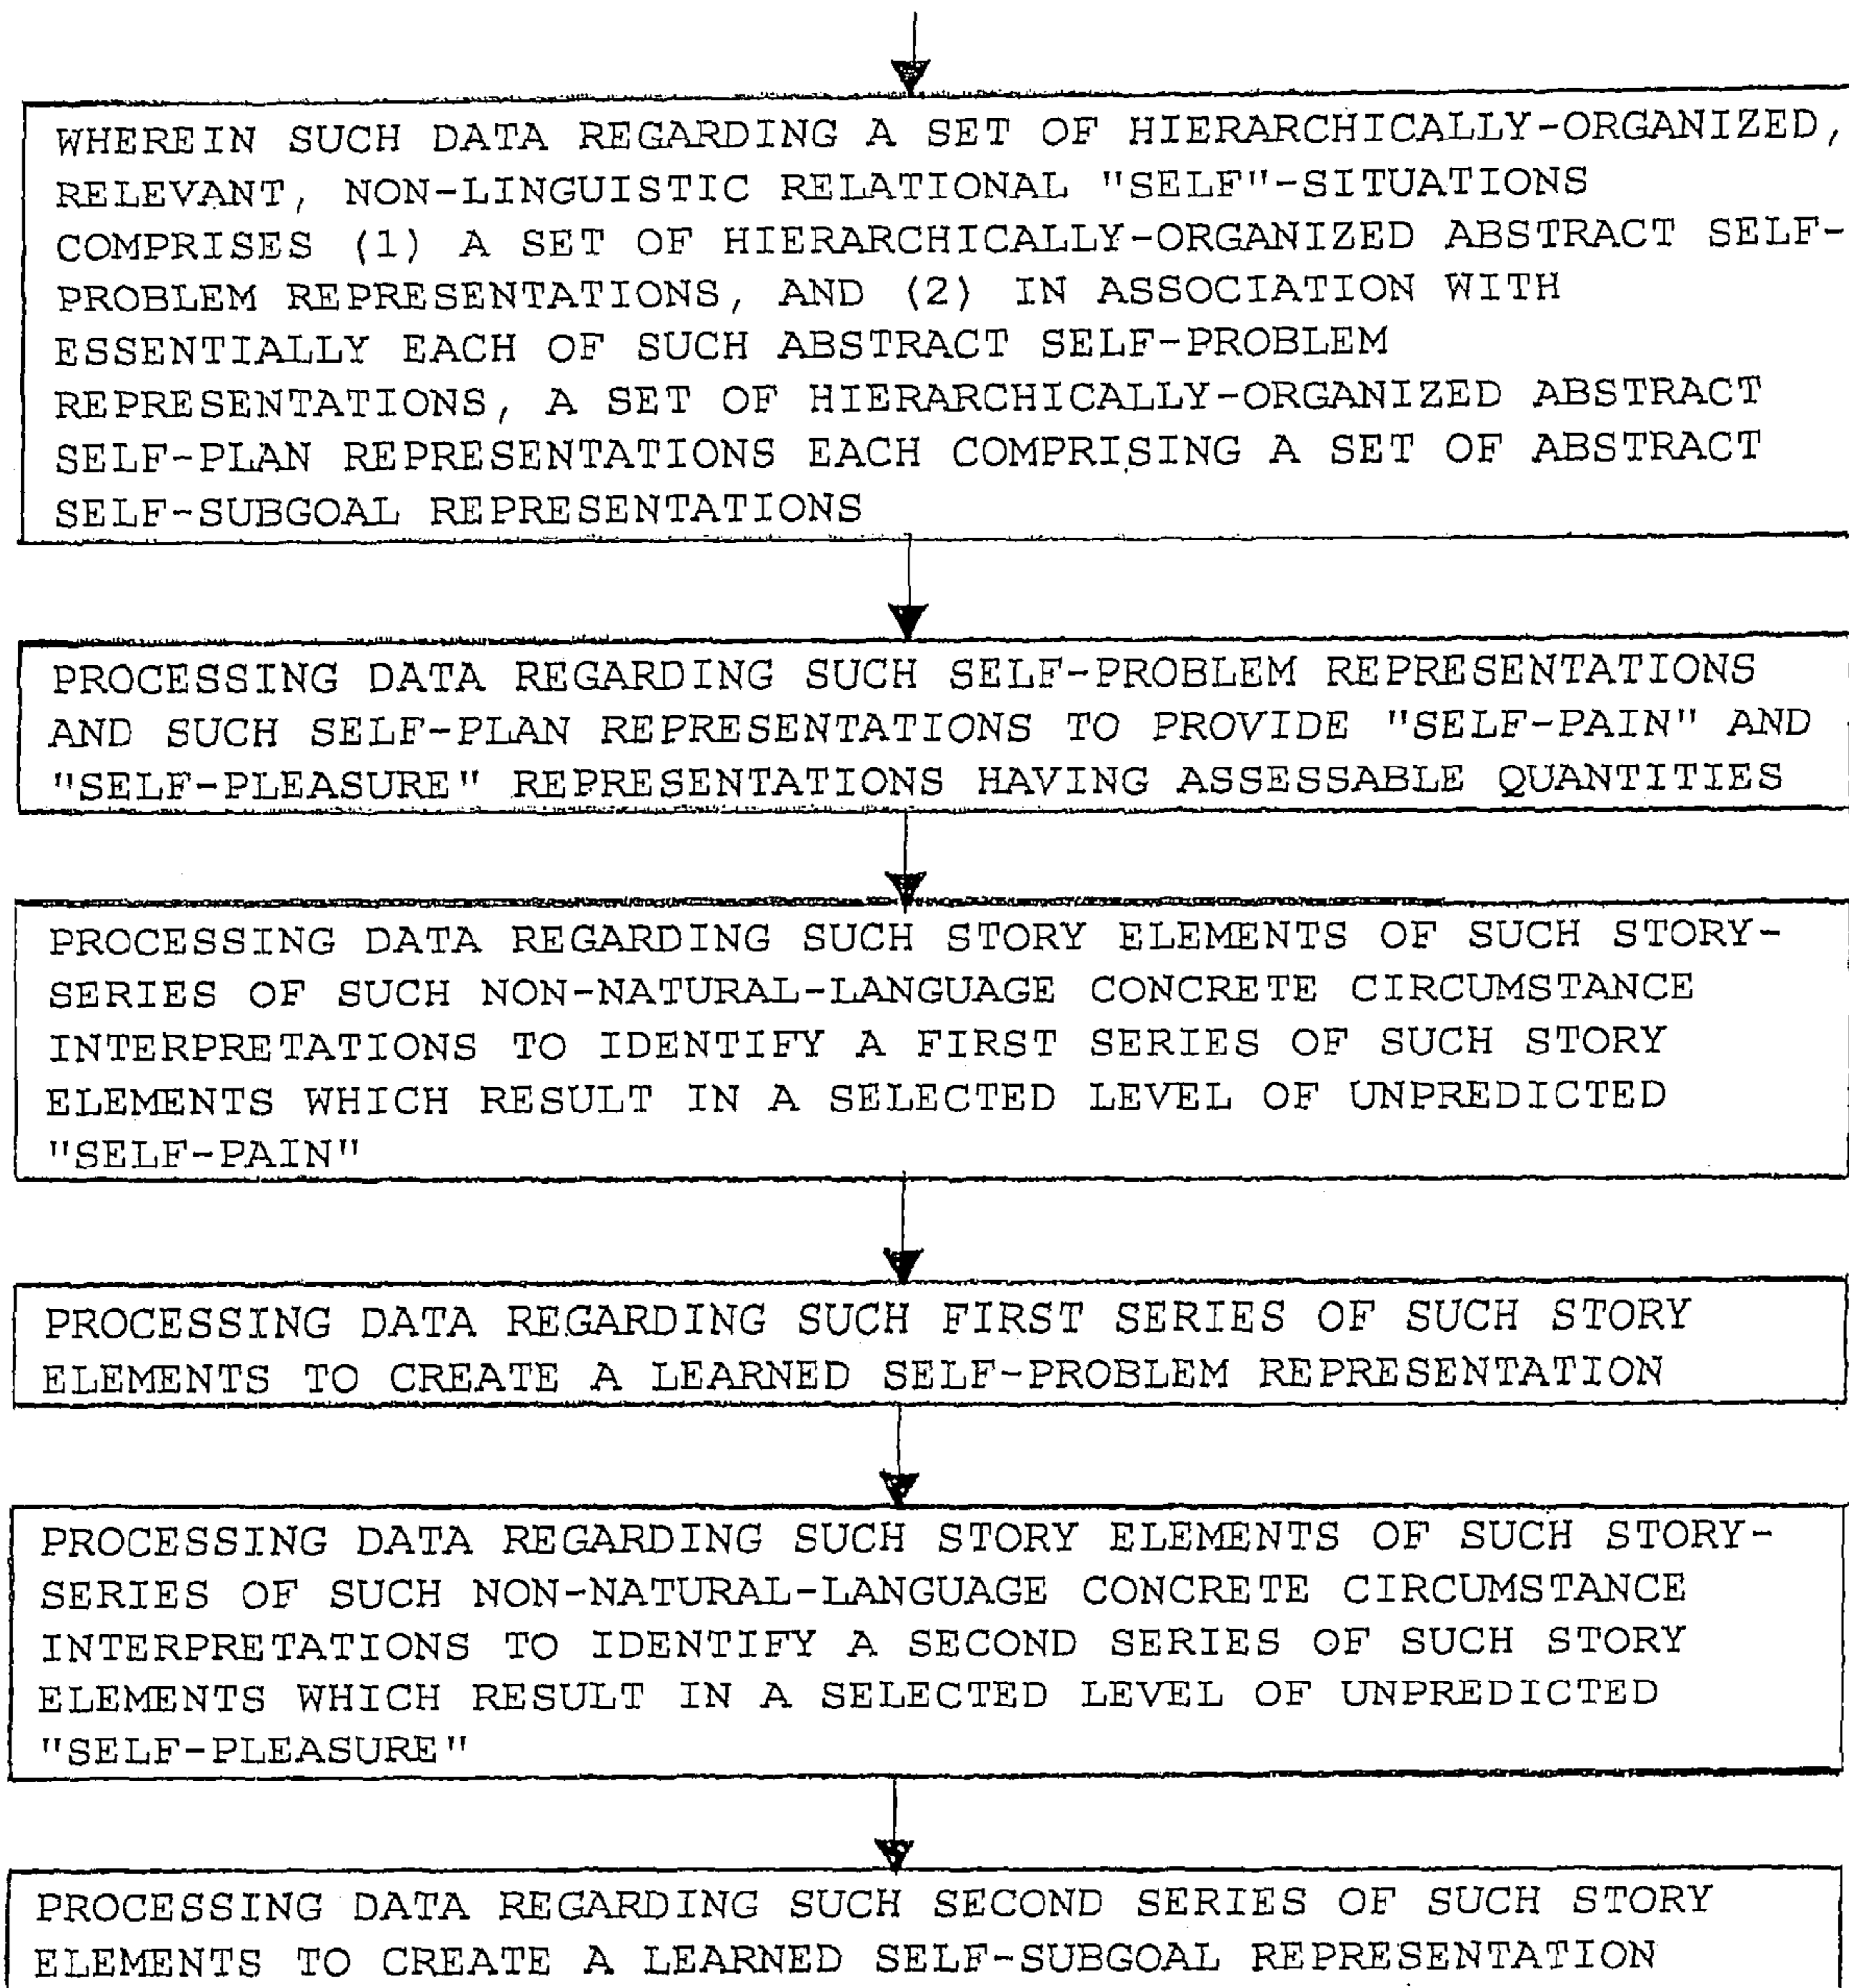 WHEREIN SUCH DATA REGARDING A SET OF HIERARCHICALLY-ORGANIZED,
RELEVANT, NON-LINGUISTIC RELATIONAL "SELF"-SITUATIONS
COMPRISES (1) A SET OF HIERARCHICALLY-ORGANIZED ABSTRACT SELF-
PROBLEM REPRESENTATIONS, AND (2) IN ASSOCIATION WITH
ESSENTIALLY EACH OF SUCH ABSTRACT SELF-PROBLEM
REPRESENTATIONS, A SET OF HIERARCHICALLY-ORGANIZED ABSTRACT
SELF-PLAN REPRESENTATIONS EACH COMPRISING A SET OF ABSTRACT
SELF-SUBGOAL REPRESENTATIONS
PROCESSING DATA REGARDING SUCH SELF-PROBLEM REPRESENTATIONS
AND SUCH SELF-PLAN REPRESENTATIONS TO PROVIDE "SELF-PAIN" AND
"SELF-PLEASURE" REPRESENTATIONS HAVING ASSESSABLE QUANTITIES
PROCESSING DATA REGARDING SUCH STORY ELEMENTS OF SUCH STORY-
SERIES OF SUCH NON-NATURAL-LANGUAGE CONCRETE CIRCUMSTANCE
INTERPRETATIONS TO IDENTIFY A FIRST SERIES OF SUCH STORY
ELEMENTS WHICH RESULT IN A SELECTED LEVEL OF UNPREDICTED
"SELF-PAIN"
PROCESSING DATA REGARDING SUCH FIRST SERIES OF SUCH STORY
ELEMENTS TO CREATE A LEARNED SELF-PROBLEM REPRESENTATION
PROCESSING DATA REGARDING SUCH STORY ELEMENTS OF SUCH STORY-
SERIES OF SUCH NON-NATURAL-LANGUAGE CONCRETE CIRCUMSTANCE
INTERPRETATIONS TO IDENTIFY A SECOND SERIES OF SUCH STORY
ELEMENTS WHICH RESULT IN A SELECTED LEVEL OF UNPREDICTED
"SELF-PLEASURE"
PROCESSING DATA REGARDING SUCH SECOND SERIES OF SUCH STORY
ELEMENTS TO CREATE A LEARNED SELF-SUBGOAL REPRESENTATION